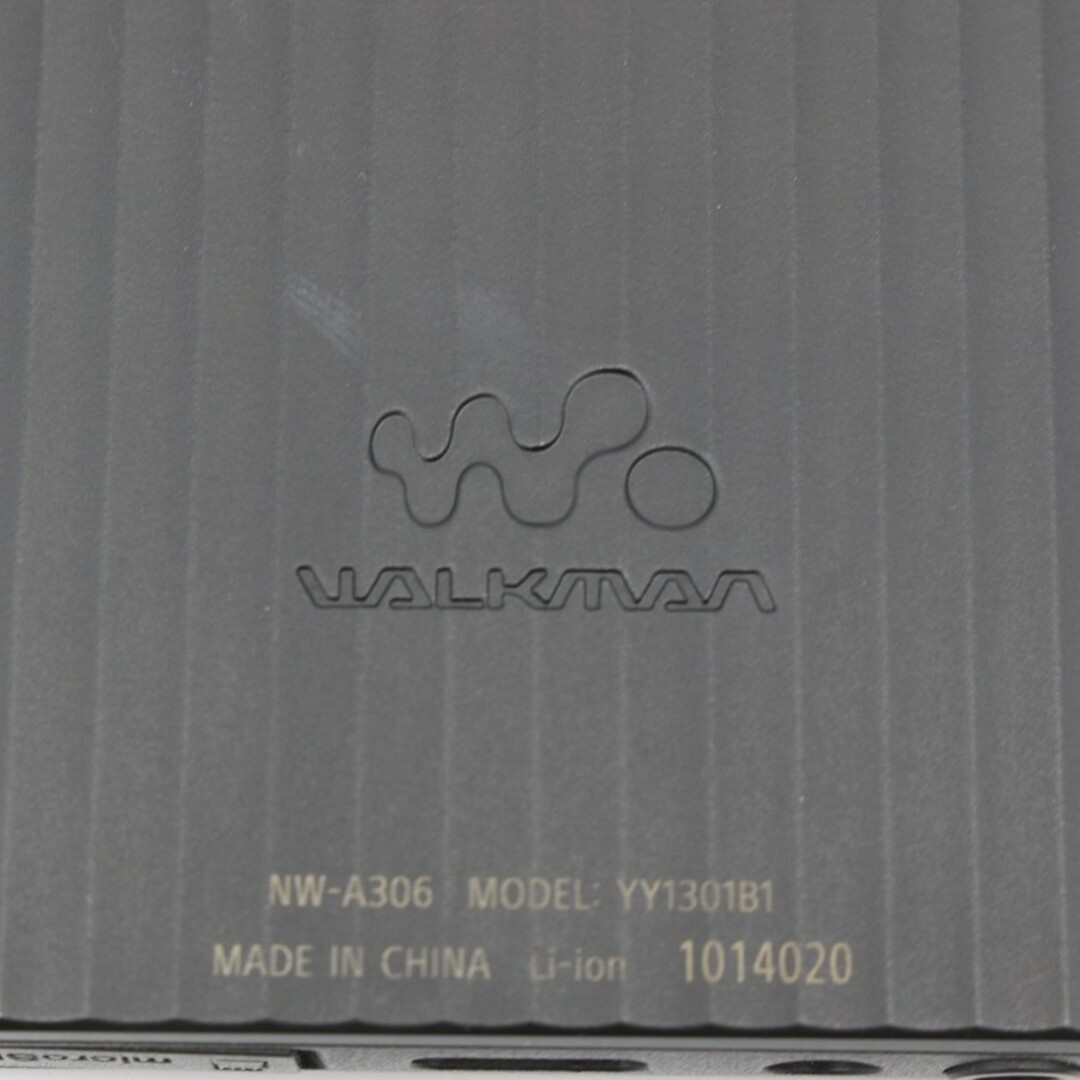 WALKMAN
NW-A306 MODEL: YY1301B1
MADE IN CHINA Li-ion 1014020